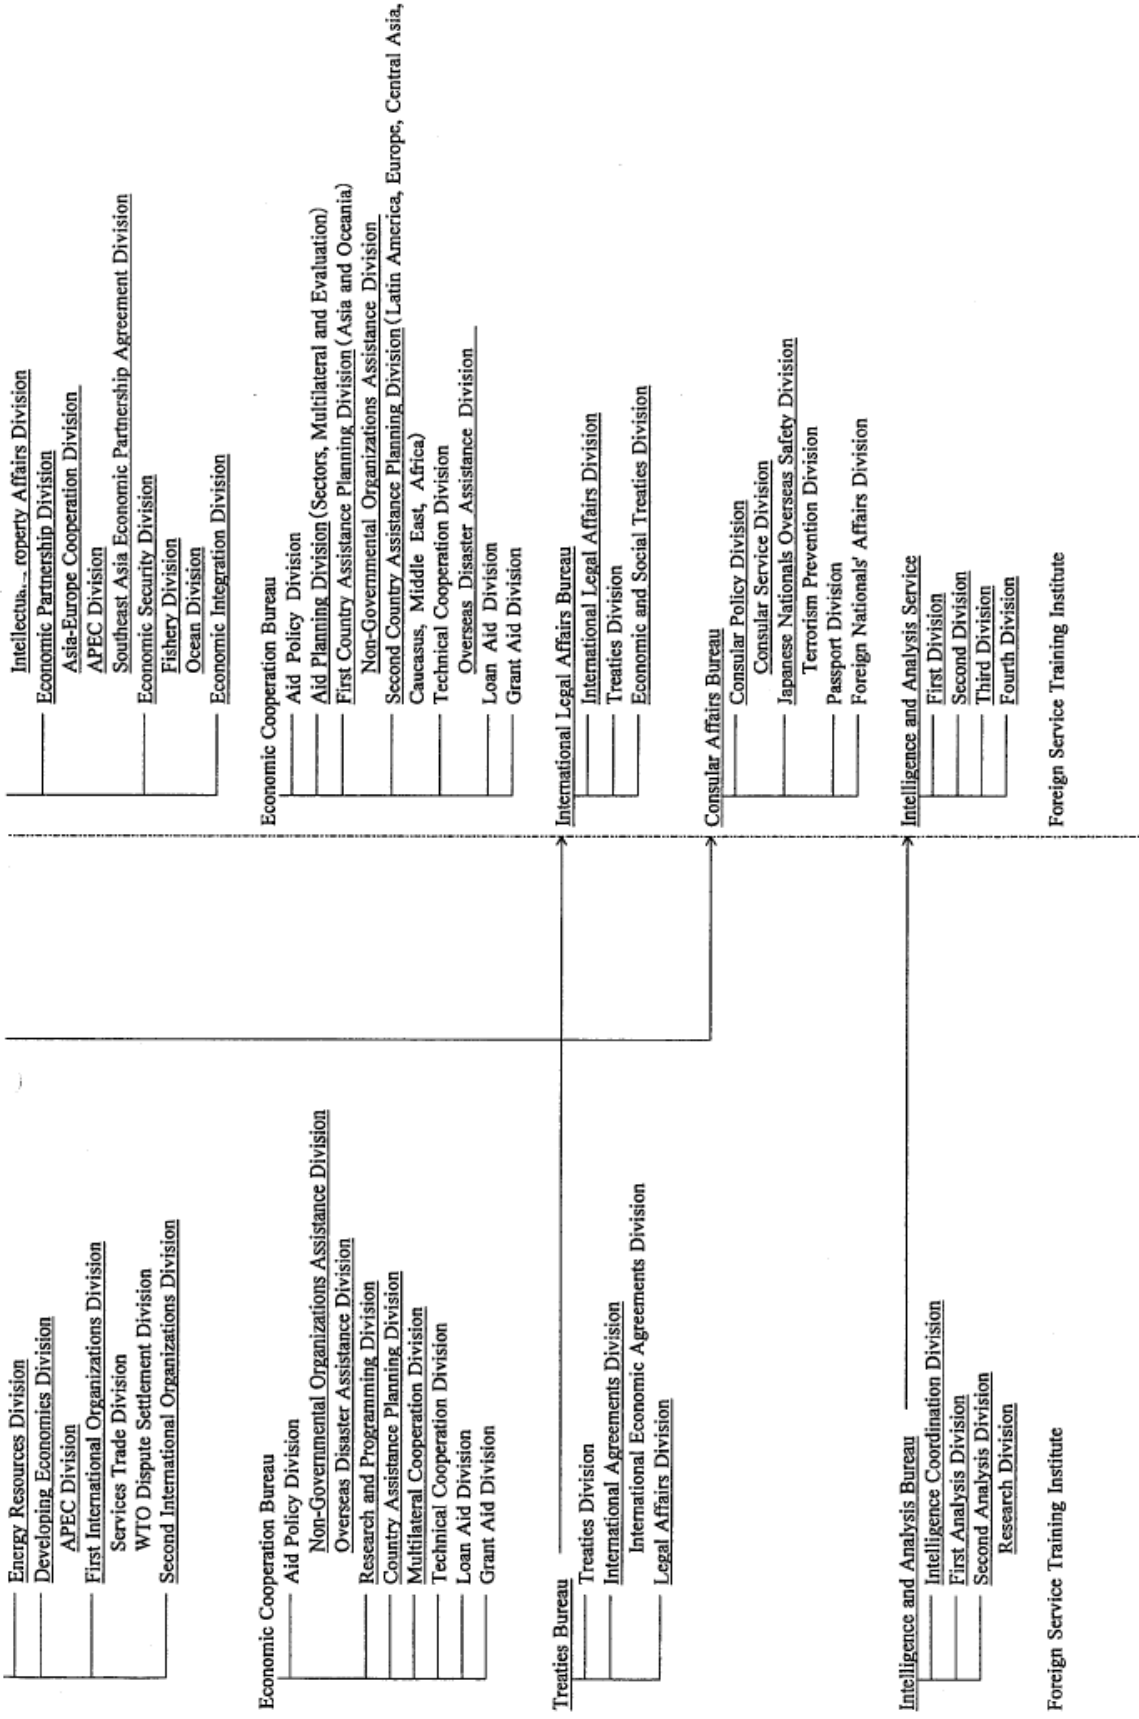 Energy Resources Division
Developing Economies Division
APEC Division
First International Organizations Division
Services Trade Division
WTO Dispute Settlement Division
Second International Organizations Division
Economic Cooperation Bureau
Aid Policy Division
Non-Governmental Organizations Assistance Division
Overseas Disaster Assistance Division
Research and Programming Division
Country Assistance Planning Division
Multilateral Cooperation Division
Technical Cooperation Division
Loan Aid Division
Grant Aid Division
Treaties Bureau
Treaties Division
International Agreements Division
International Economic Agreements Division
Legal Affairs Division
Intelligence and Analysis Bureau
Intelligence Coordination Division
First Analysis Division
Second Analysis Division
Research Division
Foreign Service Training Institute
Affairs Division
Economic Partnership Division
Asia-Europe Cooperation Division
APEC Division
Southeast Asia Economic Partnership Agreement Division
Economic Security Division
Fishery Division
Ocean Division
Economic Integration Division
Economic Cooperation Bureau
Aid Policy Division
Aid Planning Division (Sectors, Multilateral and Evaluation)
First Country Assistance Planning Division (Asia and Oceania)
Non-Governmental Organizations Assistance Division
Second Country Assistance Planning Division (Latin America, Europe, Central Asia,
Caucasus, Middle East, Africa)
Technical Cooperation Division
Overseas Disaster Assistance Division
Loan Aid Division
Grant Aid Division
International Legal Affairs Bureau
International Legal Affairs Division
Treaties Division
Economic and Social Treaties Division
Consular Affairs Bureau
Consular Policy Division
Consular Service Division
Japanese Nationals Overseas Safety Division
Terrorism Prevention Division
Passport Division
Foreign Nationals' Affairs Division
Intelligence and Analysis Service
First Division
Second Division
Third Division
Fourth Division
Foreign Service Training Institute